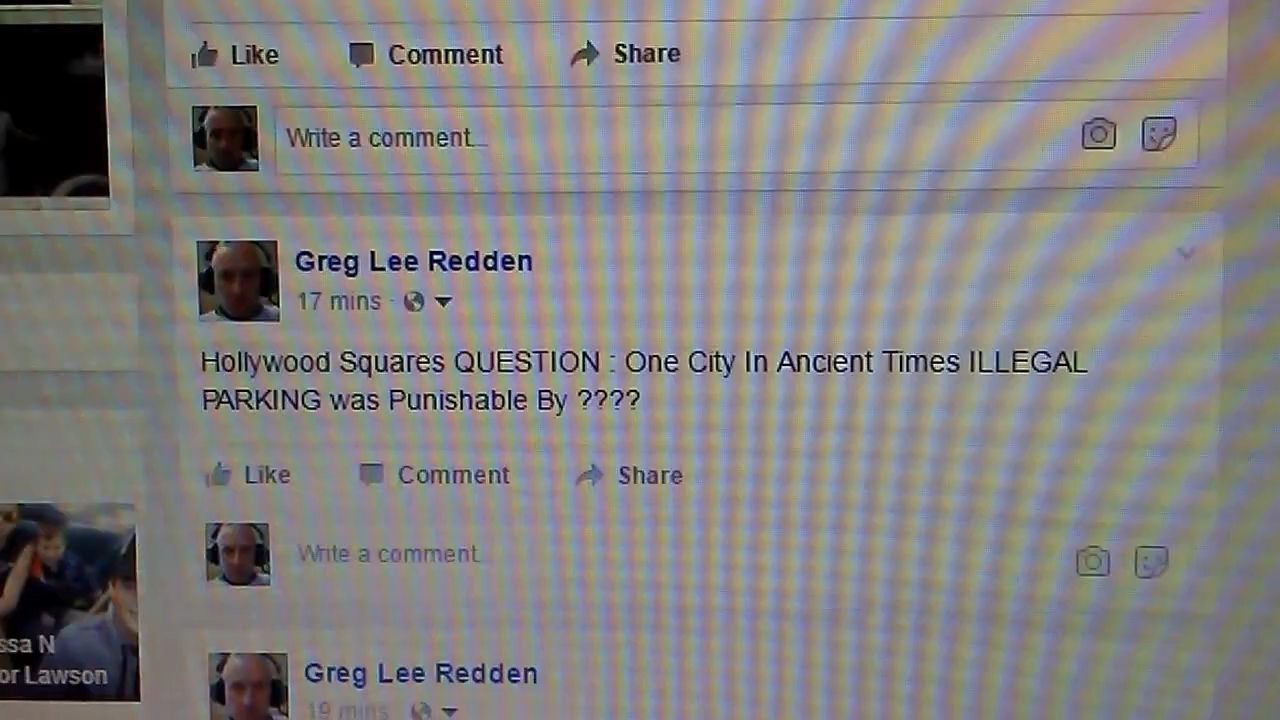 Like Comment Share
Write a comment...
Greg Lee Redden
17 mins ·
Hollywood Squares QUESTION : One City In Ancient Times ILLEGAL
PARKING was Punishable By ????
Like Comment Share
Write a comment...
ssa N
or Lawson
Greg Lee Redden
19 mins